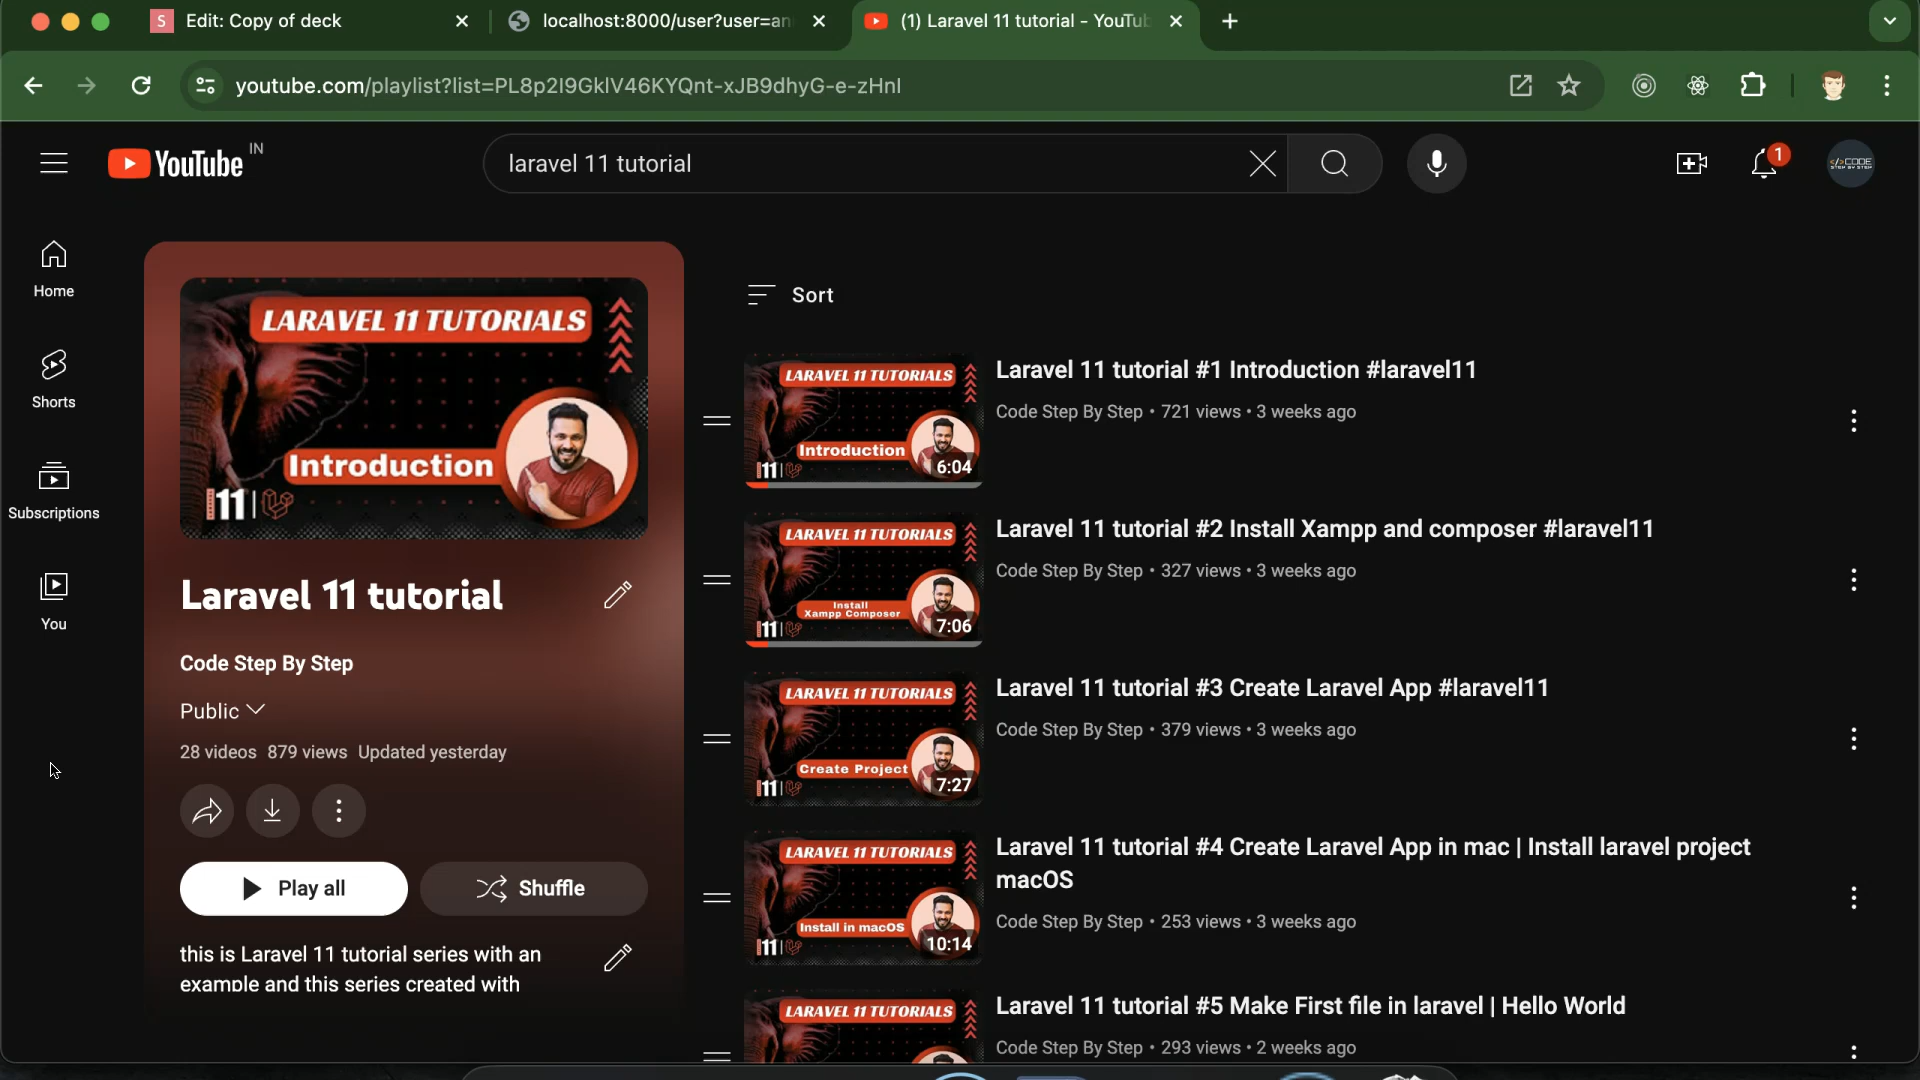 Edit: Copy of deck
localhost:8000/user?user=an
(1) Laravel 11 tutorial - YouTub
youtube.com/playlist?list=PL8p2I9GklV46KYQnt-xJB9dhyG-e-zHnI
YouTube IN
laravel 11 tutorial
1
</>CODE
STEP BY STEP
Home
Shorts
Subscriptions
You
LARAVEL 11 TUTORIALS
Introduction
11
Laravel 11 tutorial
Code Step By Step
Public
28 videos 879 views Updated yesterday
Play all
Shuffle
this is Laravel 11 tutorial series with an
example and this series created with
Sort
LARAVEL 11 TUTORIALS
Introduction
11
6:04
Laravel 11 tutorial #1 Introduction #laravel11
Code Step By Step • 721 views • 3 weeks ago
LARAVEL 11 TUTORIALS
Install
Xampp Composer
11
7:06
Laravel 11 tutorial #2 Install Xampp and composer #laravel11
Code Step By Step • 327 views • 3 weeks ago
LARAVEL 11 TUTORIALS
Create Project
11
7:27
Laravel 11 tutorial #3 Create Laravel App #laravel11
Code Step By Step • 379 views • 3 weeks ago
LARAVEL 11 TUTORIALS
Install in macOS
11
10:14
Laravel 11 tutorial #4 Create Laravel App in mac | Install laravel project
macOS
Code Step By Step • 253 views • 3 weeks ago
LARAVEL 11 TUTORIALS
Laravel 11 tutorial #5 Make First file in laravel | Hello World
Code Step By Step • 293 views • 2 weeks ago